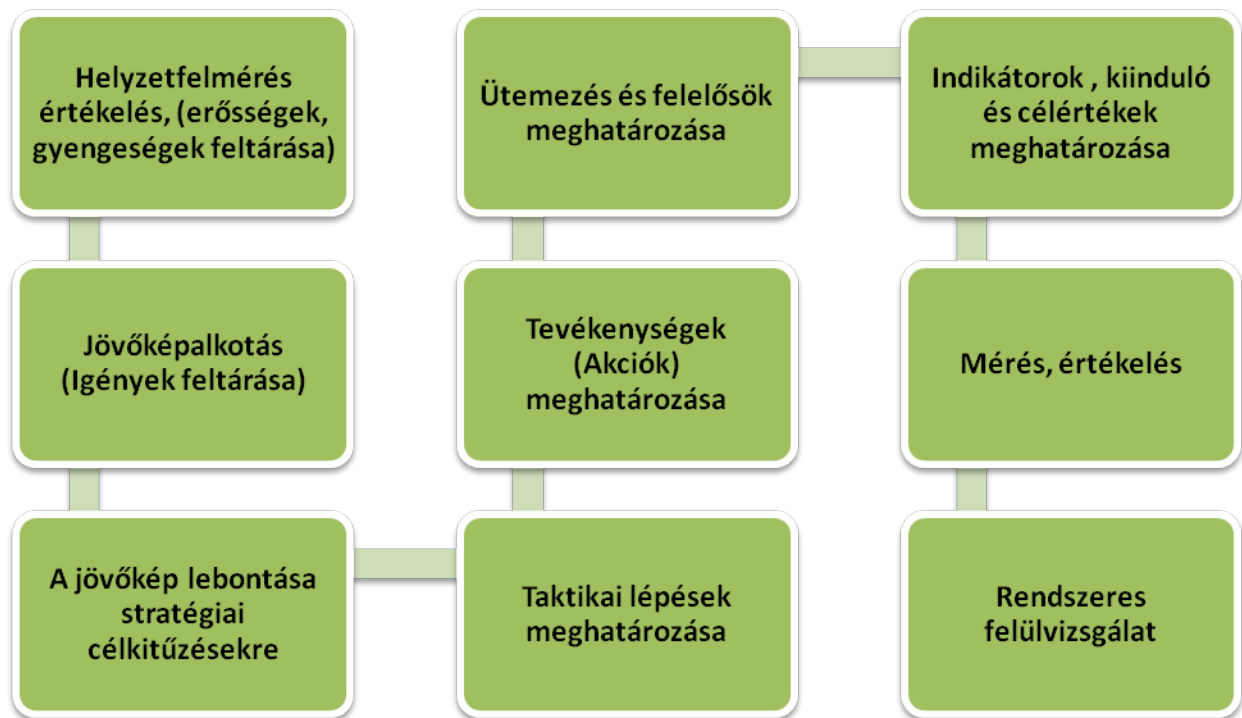 Helyzetfelmérés
értékelés, (erősségek,
gyengeségek feltárása)
Jövőképalkotás
(Igények feltárása)
A jövőkép lebontása
stratégiai
célkitűzésekre
Taktikai lépések
meghatározása
Tevékenységek
(Akciók)
meghatározása
Ütemezés és felelősök
meghatározása
Indikátorok , kiinduló
és célértékek
meghatározása
Mérés, értékelés
Rendszeres
felülvizsgálat